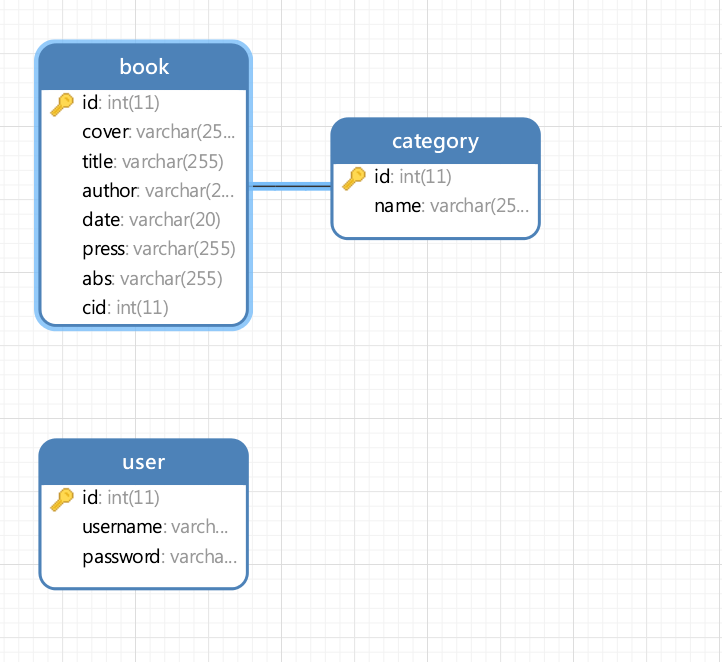 book
id: int(11)
cover: varchar(25...
title: varchar(255)
author: varchar(2...
date: varchar(20)
press: varchar(255)
abs: varchar(255)
cid: int(11)
category
id: int(11)
name: varchar(25...
user
id: int(11)
username: varch...
password: varcha...